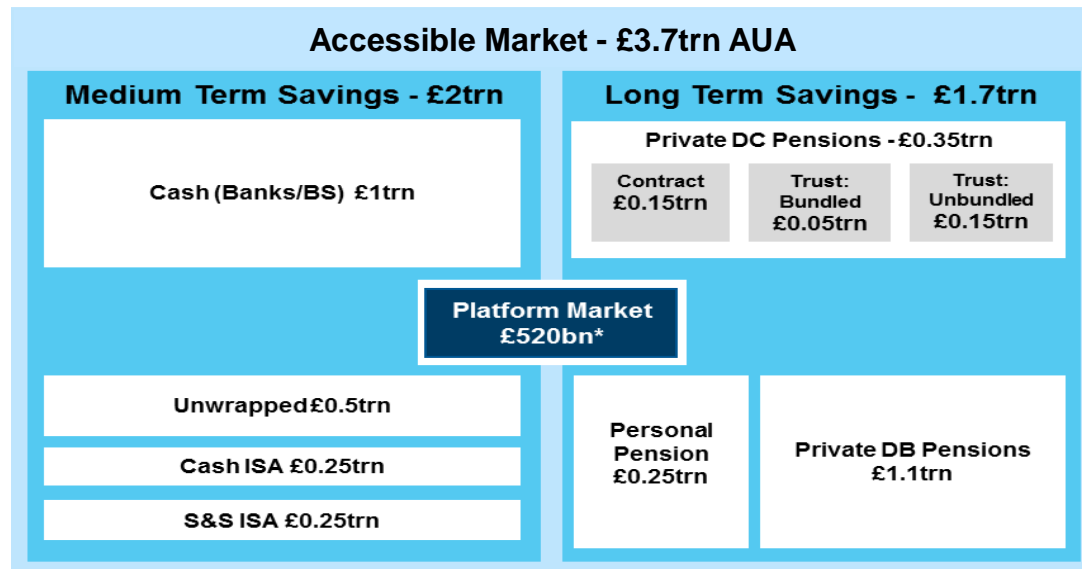 Accessible Market - £3.7trn AUA
Medium Term Savings - £2trn
Cash (Banks/BS) £1trn
Long Term Savings - £1.7trn
Private DC Pensions - £0.35trn
Contract
£0.15trn
Trust:
Bundled
£0.05trn
Trust:
Unbundled
£0.15trn
Platform Market
£520bn*
Unwrapped £0.5trn
Cash ISA £0.25trn
S&S ISA £0.25trn
Personal
Pension
£0.25trn
Private DB Pensions
£1.1trn